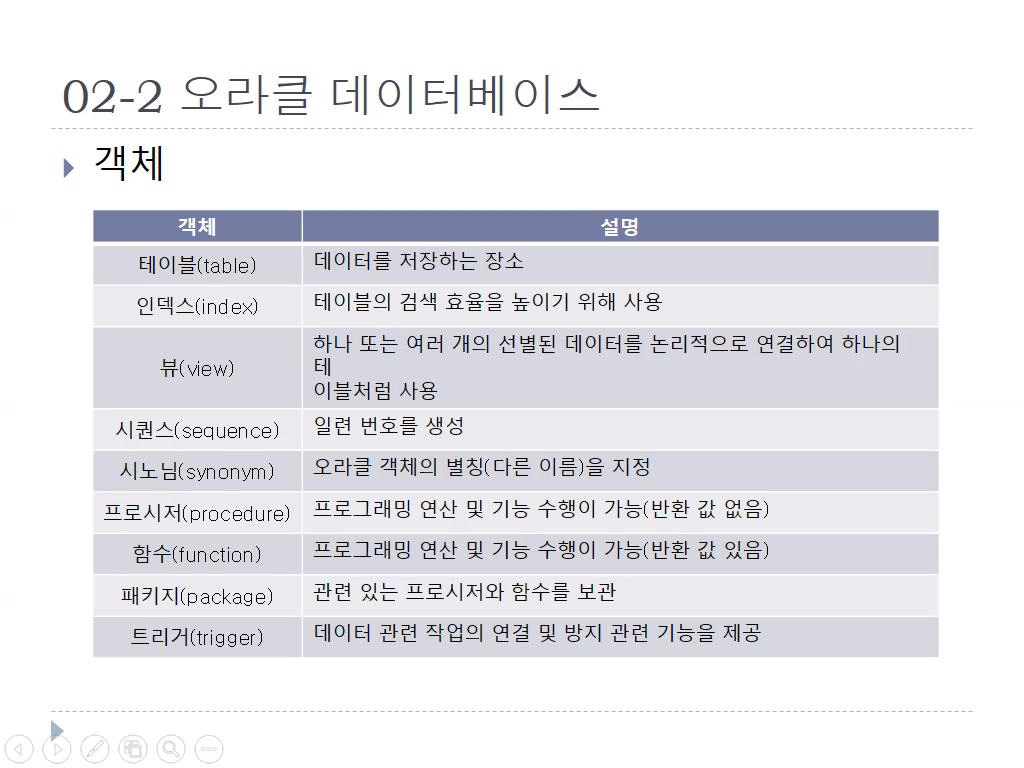 02-2 오라클 데이터베이스
객체
객체 설명
테이블(table) 데이터를 저장하는 장소
인덱스(index) 테이블의 검색 효율을 높이기 위해 사용
뷰(view) 하나 또는 여러 개의 선별된 데이터를 논리적으로 연결하여 하나의
테
이블처럼 사용
시퀀스(sequence) 일련 번호를 생성
시노님(synonym) 오라클 객체의 별칭(다른 이름)을 지정
프로시저(procedure) 프로그래밍 연산 및 기능 수행이 가능(반환 값 없음)
함수(function) 프로그래밍 연산 및 기능 수행이 가능(반환 값 있음)
패키지(package) 관련 있는 프로시저와 함수를 보관
트리거(trigger) 데이터 관련 작업의 연결 및 방지 관련 기능을 제공